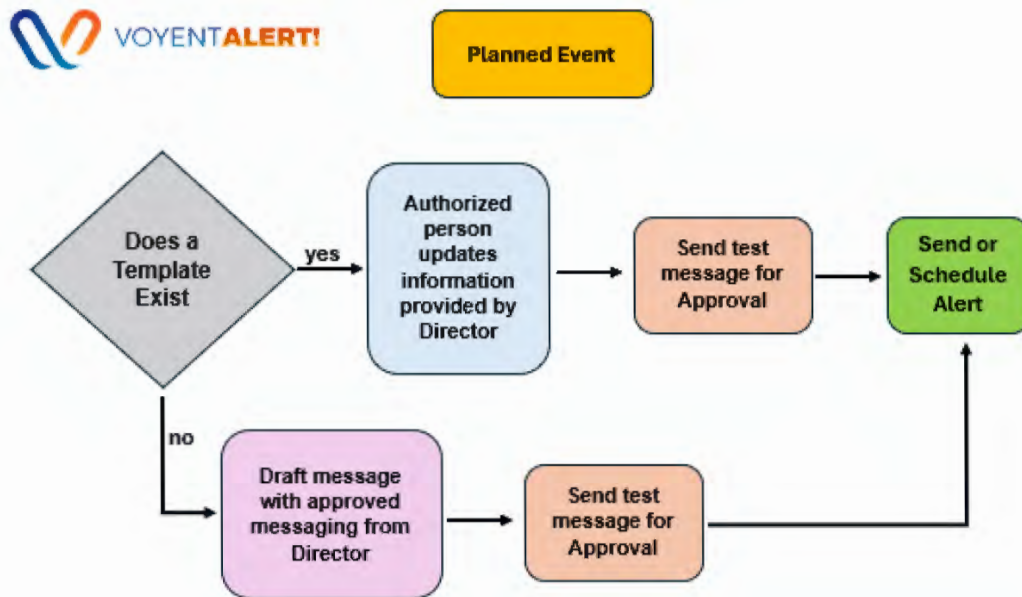 VOYENTALERT!
Planned Event
Does a
Template
Exist
yes
Authorized
person
updates
information
provided by
Director
Send test
message for
Approval
Send or
Schedule
Alert
no
Draft message
with approved
messaging from
Director
Send test
message for
Approval